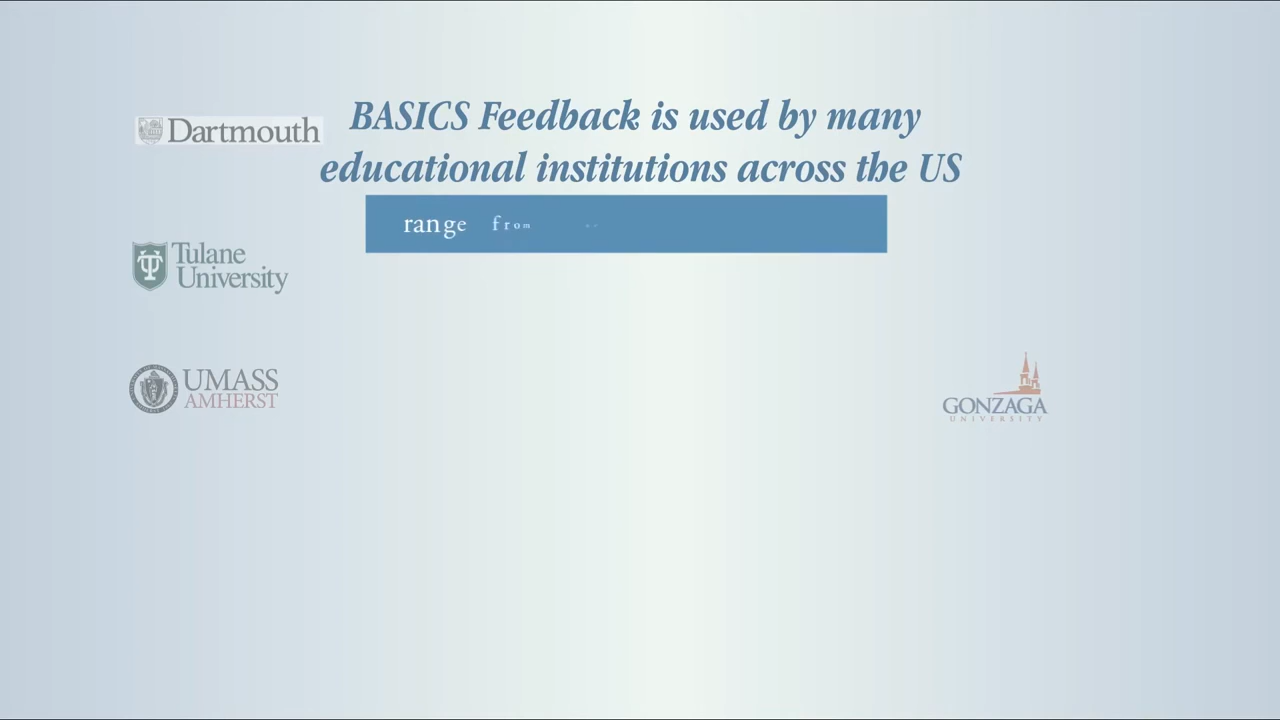 BASICS Feedback is used by many
educational institutions across the US
range from
Dartmouth
Tulane
University
UMASS
AMHERST
GONZAGA
UNIVERSITY